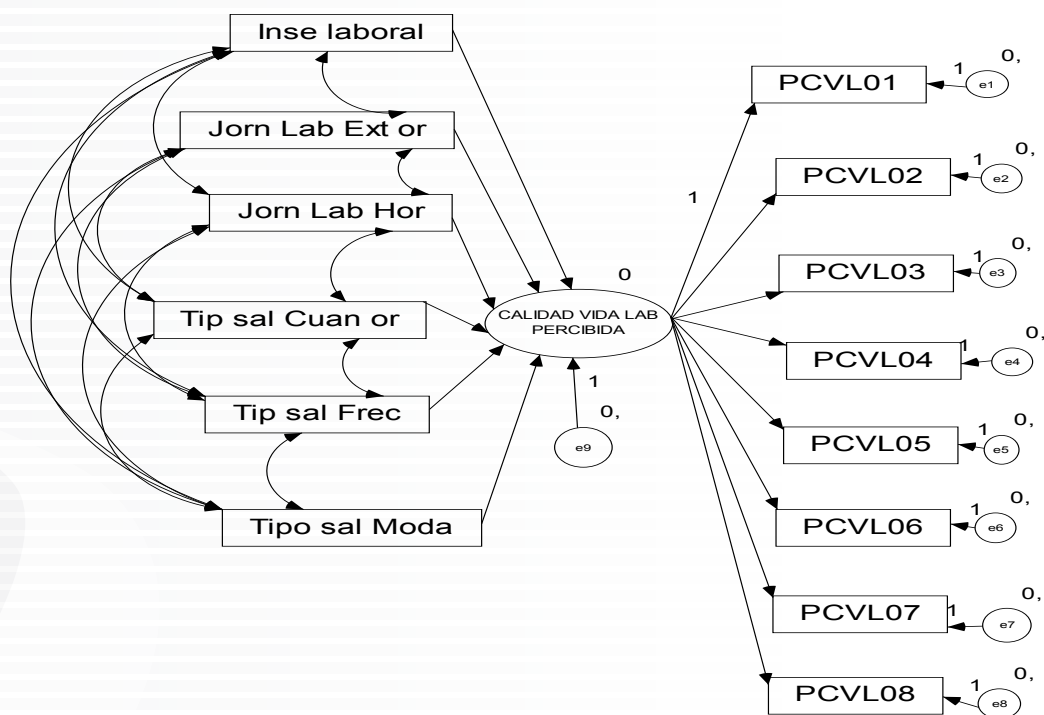 Inse laboral
Jorn Lab Ext or
Jorn Lab Hor
Tip sal Cuan or
Tip sal Frec
Tipo sal Moda
0
CALIDAD VIDA LAB
PERCIBIDA
1
0,
e9
1
PCVL01
1
0,
e1
PCVL02
1
0,
e2
PCVL03
1
0,
e3
PCVL04
1
0,
e4
PCVL05
1
0,
e5
PCVL06
1
0,
e6
PCVL07
1
0,
e7
PCVL08
1
0,
e8